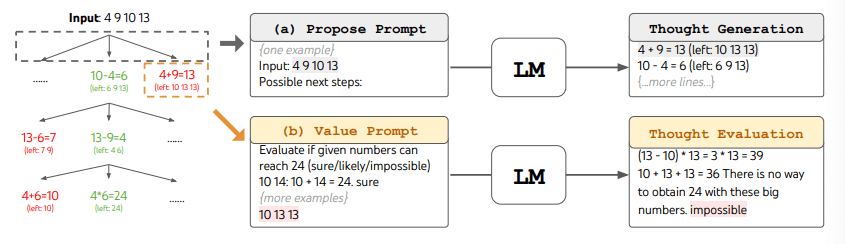 Input: 4 9 10 13
......
10-4=6
(left: 6 9 13)
4+9=13
(left: 10 13 13)
13-6=7
(left: 7 9)
13-9=4
(left: 4 6)
......
4+6=10
(left: 10)
4*6=24
(left: 24)
......
(a) Propose Prompt
{one example}
Input: 4 9 10 13
Possible next steps:
LM
Thought Generation
4 + 9 = 13 (left: 10 13 13)
10 - 4 = 6 (left: 6 9 13)
{...more lines...}
(b) Value Prompt
Evaluate if given numbers can
reach 24 (sure/likely/impossible)
10 14: 10 + 14 = 24. sure
{more examples}
10 13 13
LM
Thought Evaluation
(13 - 10) * 13 = 3 * 13 = 39
10 + 13 + 13 = 36 There is no way
to obtain 24 with these big
numbers. impossible